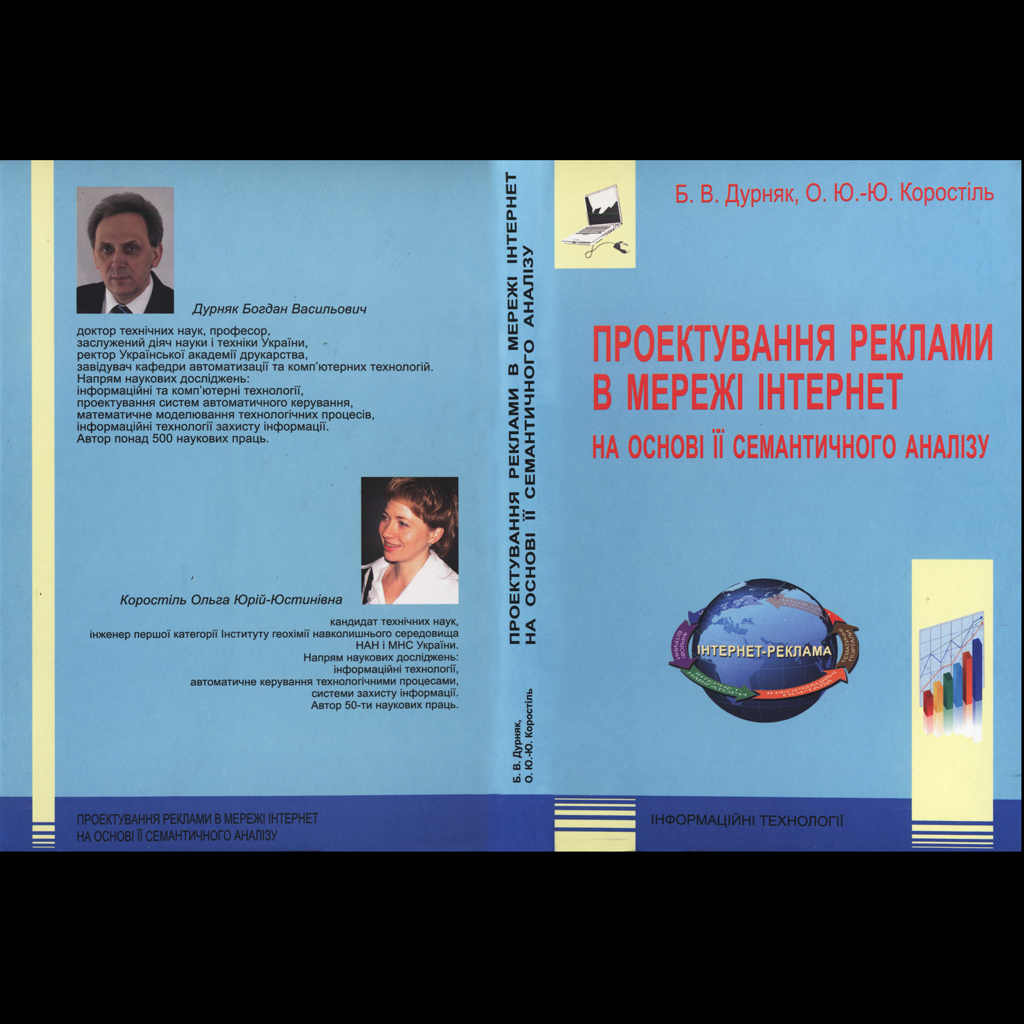 Дурняк Богдан Васильович
доктор технічних наук, професор,
заслужений діяч науки і техніки України,
ректор Української академії друкарства,
завідувач кафедри автоматизації та комп'ютерних технологій.
Напрям наукових досліджень:
інформаційні та комп'ютерні технології,
проектування систем автоматичного керування,
математичне моделювання технологічних процесів,
інформаційні технології захисту інформації.
Автор понад 500 наукових праць.
Коростіль Ольга Юрій-Юстинівна
кандидат технічних наук,
інженер першої категорії Інституту геохімії навколишнього середовища
НАН і МНС України.
Напрям наукових досліджень:
інформаційні технології,
автоматичне керування технологічними процесами,
системи захисту інформації.
Автор 50-ти наукових праць.
ПРОЕКТУВАННЯ РЕКЛАМИ В МЕРЕЖІ ІНТЕРНЕТ
НА ОСНОВІ ЇЇ СЕМАНТИЧНОГО АНАЛІЗУ
ПРОЕКТУВАННЯ РЕКЛАМИ В МЕРЕЖІ ІНТЕРНЕТ
НА ОСНОВІ ЇЇ СЕМАНТИЧНОГО АНАЛІЗУ
Б. В. Дурняк,
О. Ю.-Ю. Коростіль
Б. В. Дурняк, О. Ю.-Ю. Коростіль
ПРОЕКТУВАННЯ РЕКЛАМИ
В МЕРЕЖІ ІНТЕРНЕТ
НА ОСНОВІ ЇЇ СЕМАНТИЧНОГО АНАЛІЗУ
ІНТЕРНЕТ-РЕКЛАМА
ІНФОРМАЦІЙНІ
ПОРТАЛИ
ІНФОРМАЦІЙНІ ТЕХНОЛОГІЇ